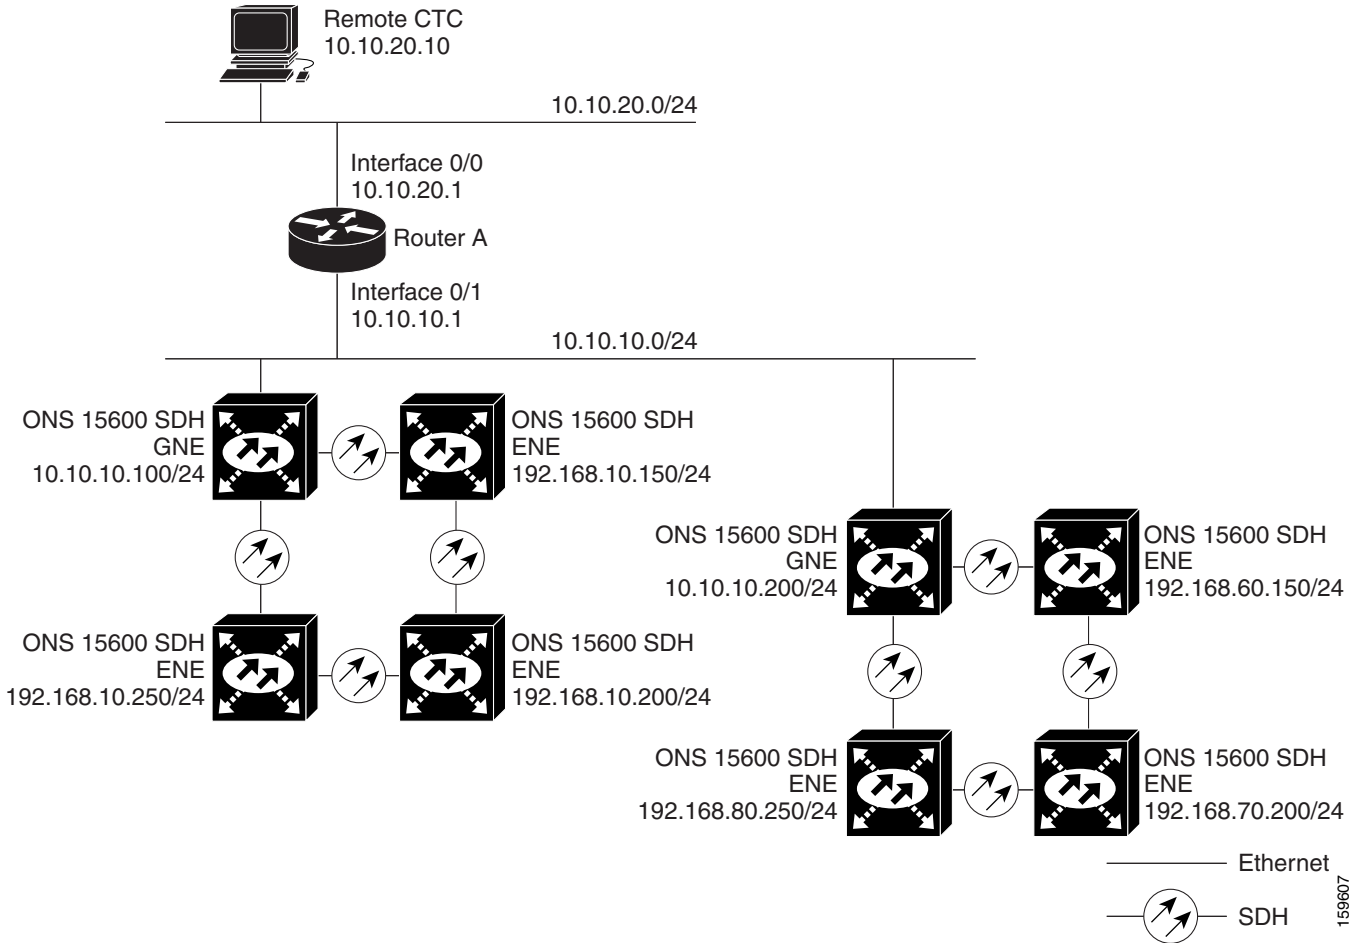 Remote CTC
10.10.20.10
10.10.20.0/24
Interface 0/0
10.10.20.1
Router A
Interface 0/1
10.10.10.1
10.10.10.0/24
ONS 15600 SDH
GNE
10.10.10.100/24
ONS 15600 SDH
ENE
192.168.10.150/24
ONS 15600 SDH
GNE
10.10.10.200/24
ONS 15600 SDH
ENE
192.168.60.150/24
ONS 15600 SDH
ENE
192.168.10.250/24
ONS 15600 SDH
ENE
192.168.10.200/24
ONS 15600 SDH
ENE
192.168.80.250/24
ONS 15600 SDH
ENE
192.168.70.200/24
Ethernet
SDH
159607